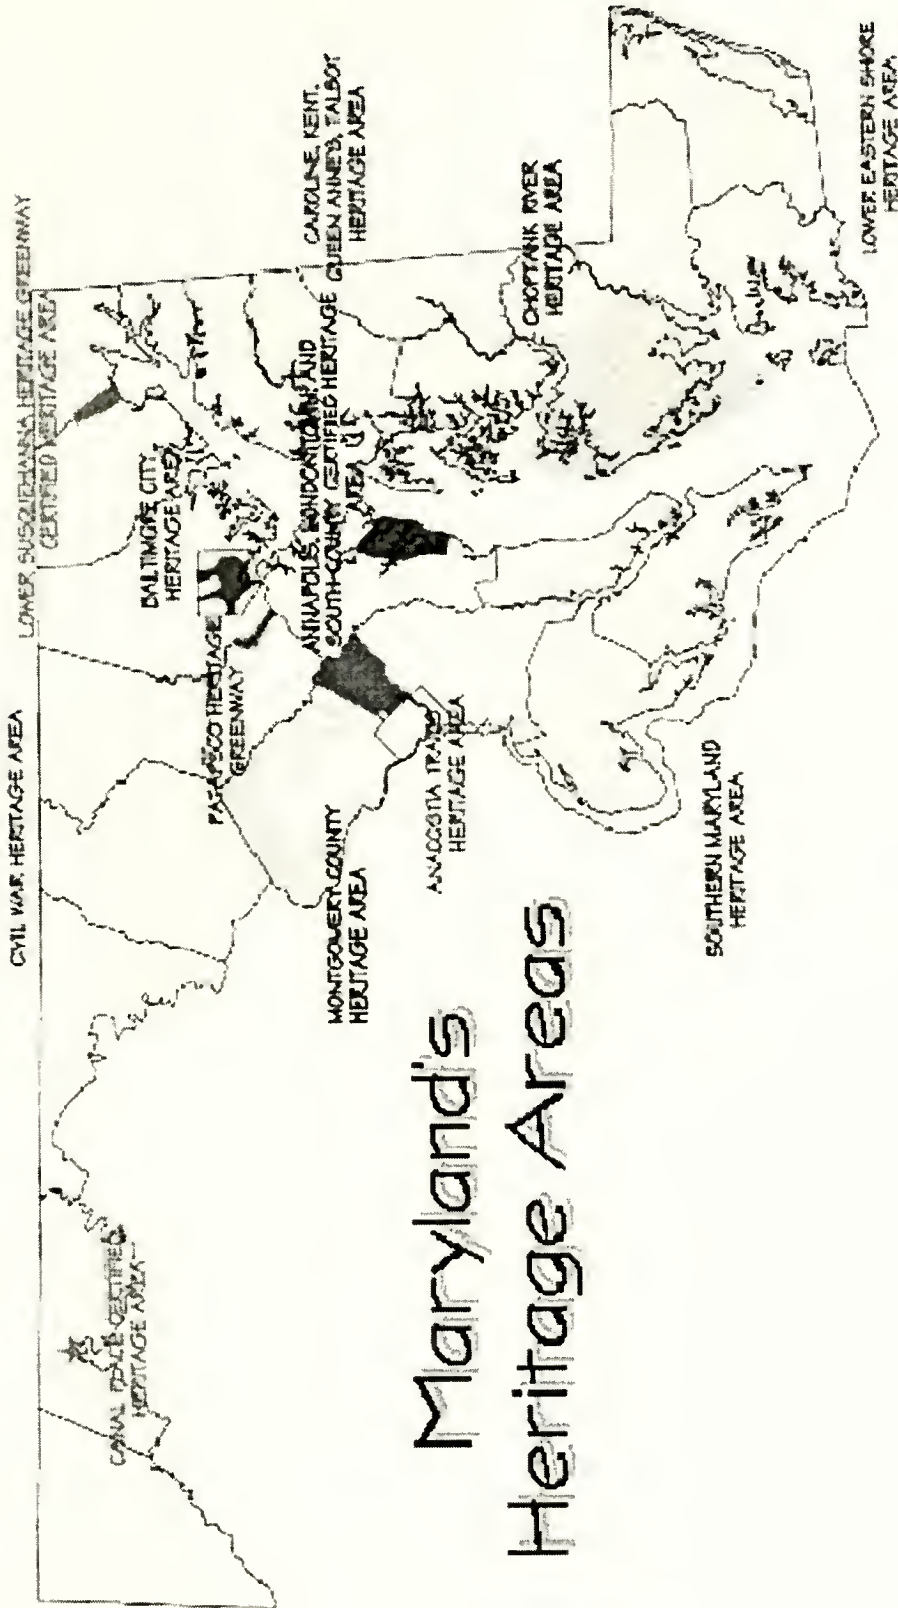 Maryland's
Heritage Areas
CIVIL WAR HERITAGE AREA
LOWER SUSQUEHANNA HERITAGE GREENWAY
CERTIFIED HERITAGE AREA
CANAL PLACE CERTIFIED
HERITAGE AREA
BALTIMORE CITY
HERITAGE AREA
PATAPSCO HERITAGE
GREENWAY
CAROLINE, KENT,
QUEEN ANNE'S, TALBOT
HERITAGE AREA
ANNAPOLIS, LONDONTOWN, AND
SOUTH COUNTY CERTIFIED HERITAGE
AREA
MONTGOMERY COUNTY
HERITAGE AREA
ANACOSTIA TRAILS
HERITAGE AREA
CHOPTANK RIVER
HERITAGE AREA
SOUTHERN MARYLAND
HERITAGE AREA
LOWER EASTERN SHORE
HERITAGE AREA